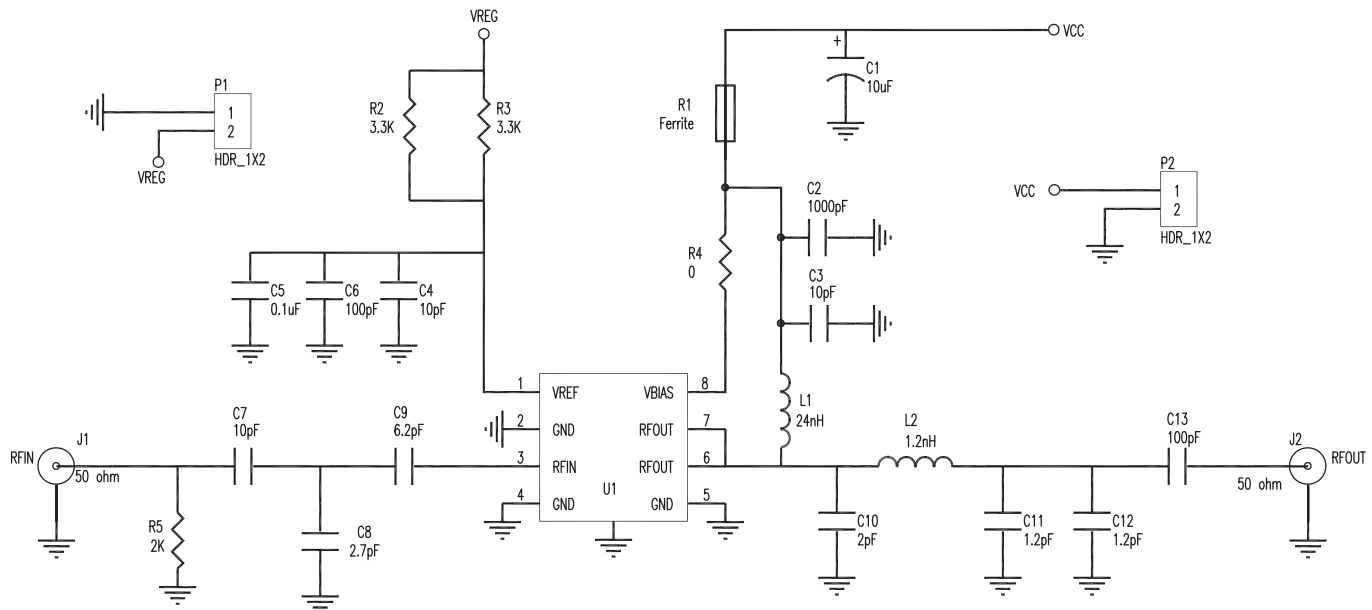 VREG
VCC
+
C1
10uF
P1
1
2
HDR_1X2
VREG
R2
3.3K
R3
3.3K
R1
Ferrite
P2
VCC
1
2
HDR_1X2
C2
1000pF
R4
0
C3
10pF
C5
0.1uF
C6
100pF
C4
10pF
1
VREF
VBIAS
8
2
GND
RFOUT
7
3
RFIN
RFOUT
6
4
GND
GND
5
U1
L1
24nH
RFIN
J1
50 ohm
C7
10pF
C9
6.2pF
R5
2K
C8
2.7pF
L2
1.2nH
C13
100pF
J2
RFOUT
50 ohm
C10
2pF
C11
1.2pF
C12
1.2pF